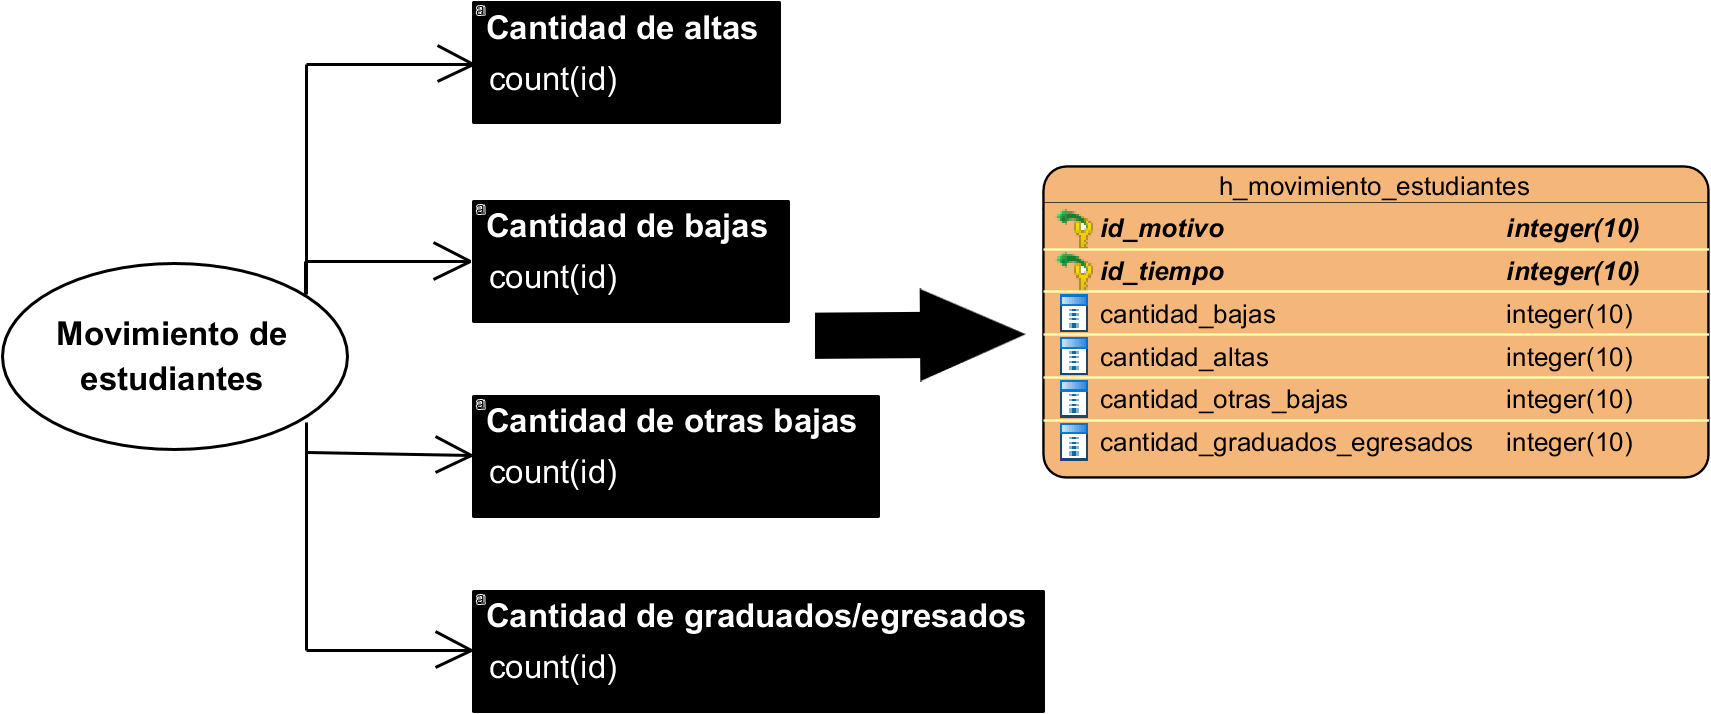 Cantidad de altas
count(id)
Cantidad de bajas
count(id)
Movimiento de
estudiantes
Cantidad de otras bajas
count(id)
Cantidad de graduados/egresados
count(id)
h_movimiento_estudiantes
id_motivo integer(10)
id_tiempo integer(10)
cantidad_bajas integer(10)
cantidad_altas integer(10)
cantidad_otras_bajas integer(10)
cantidad_graduados_egresados integer(10)